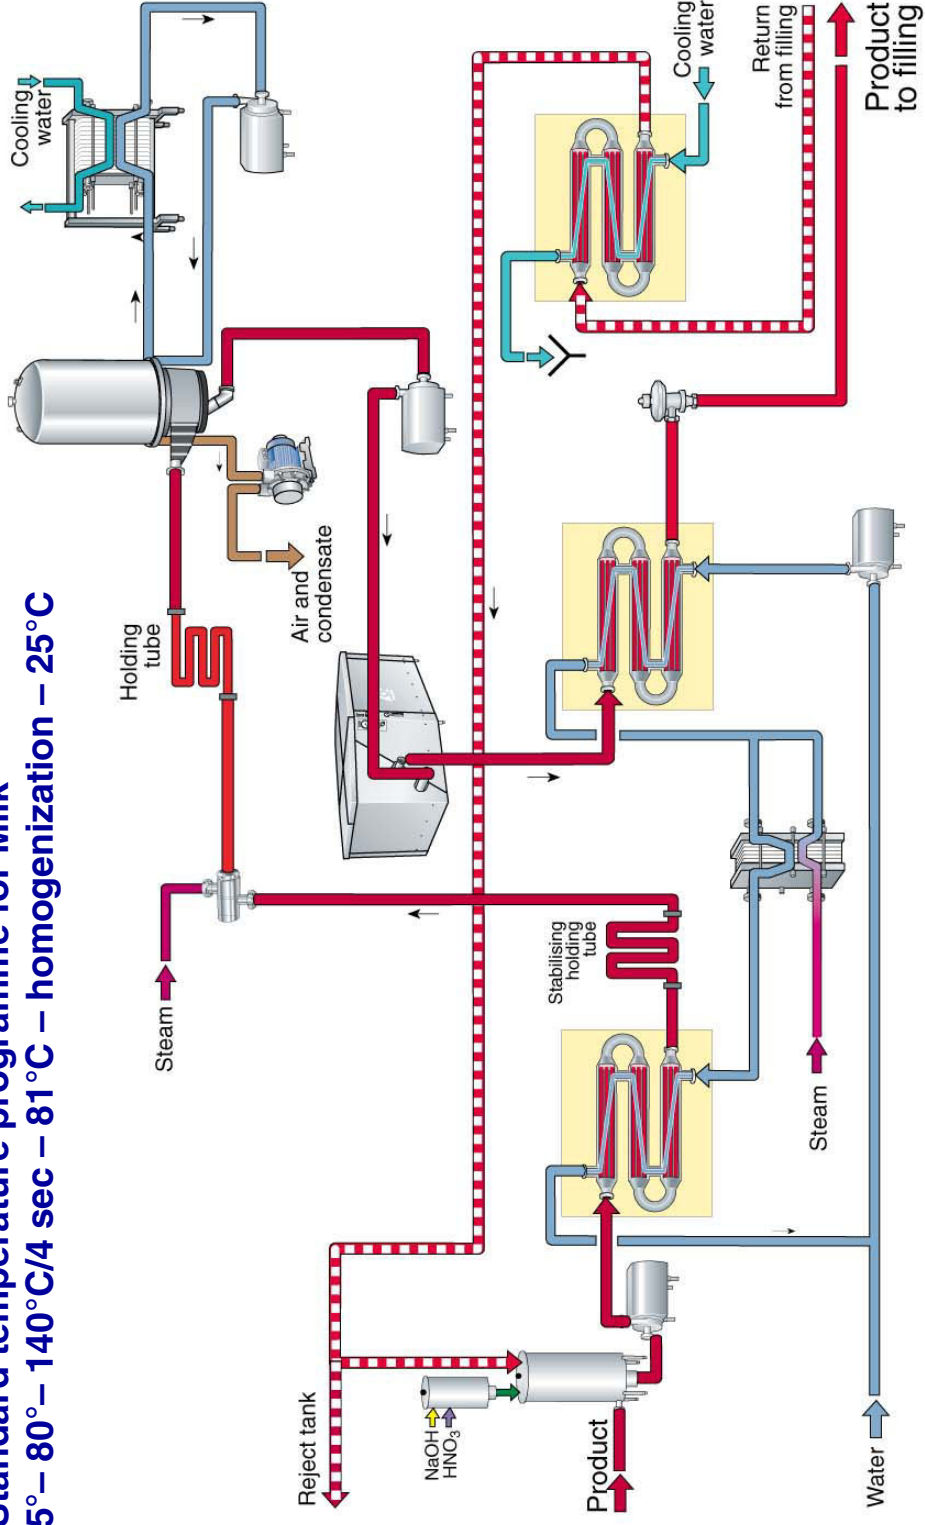 Standard temperature programme for Milk
5°– 80°– 140°C/4 sec – 81°C – homogenization – 25°C
Cooling
water
Holding
tube
Air and
condensate
Steam
Cooling
water
Return
from filling
Product
to filling
Stabilising
holding
tube
Steam
Reject tank
NaOH
HNO₃
Product
Water